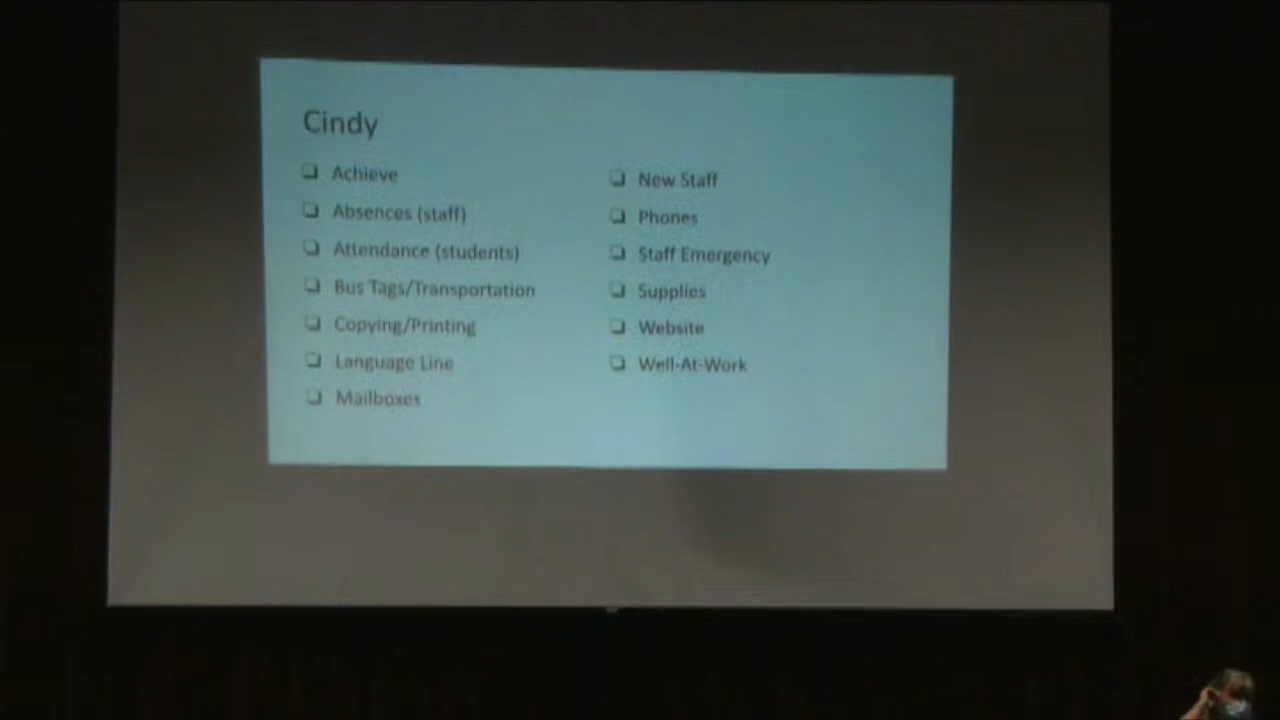 Cindy
Achieve
Absences (staff)
Attendance (students)
Bus Tags/Transportation
Copying/Printing
Language Line
Mailboxes
New Staff
Phones
Staff Emergency
Supplies
Website
Well-At-Work